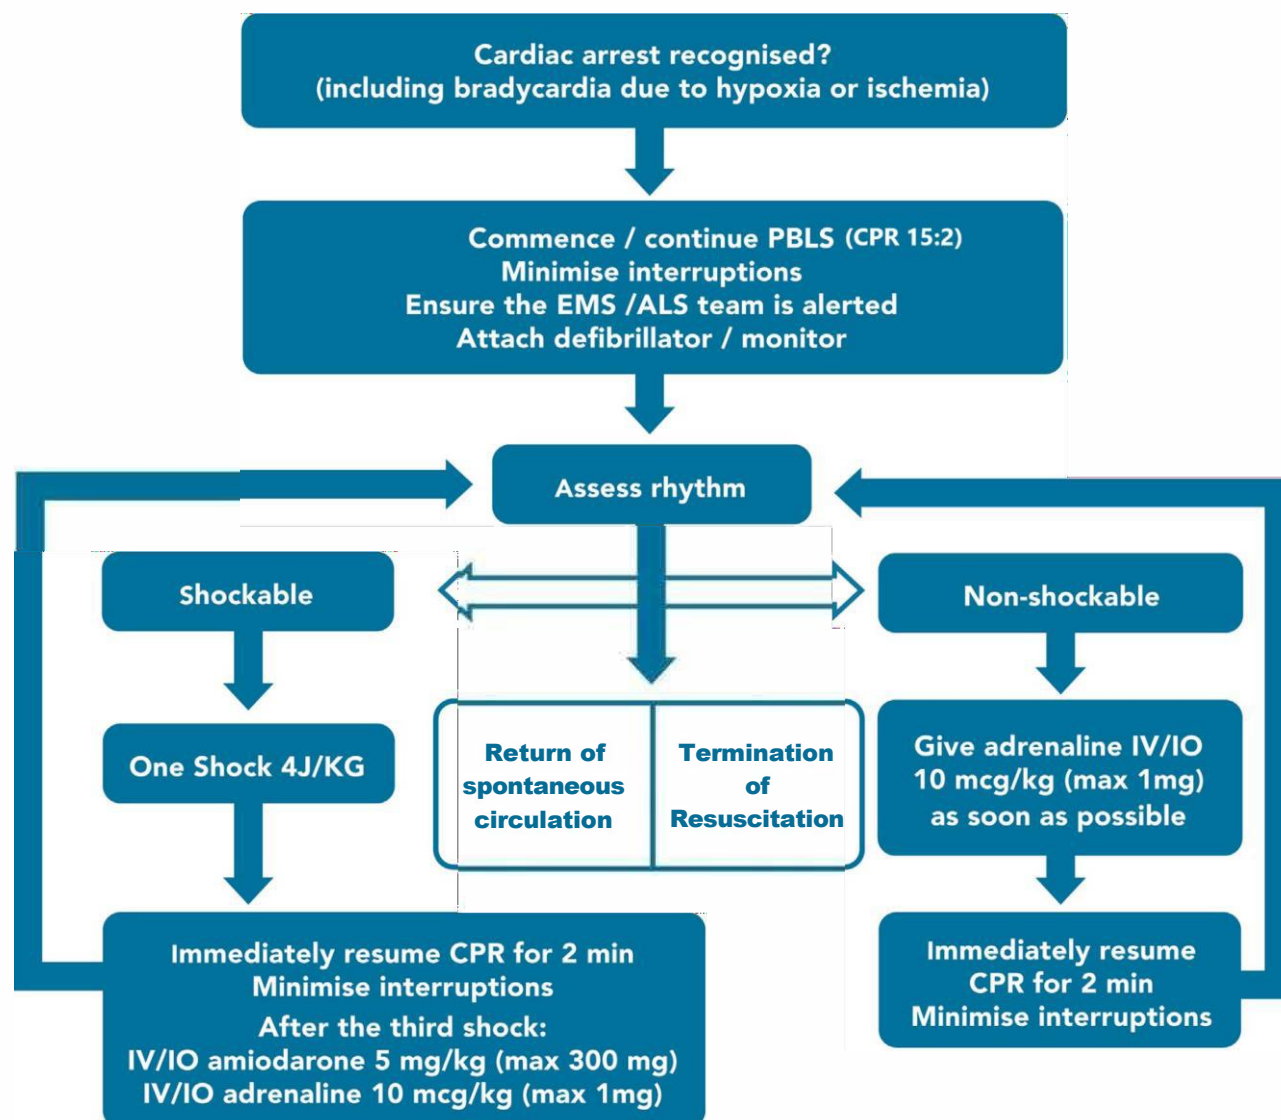 Cardiac arrest recognised?
(including bradycardia due to hypoxia or ischemia)
Commence / continue PBLS (CPR 15:2)
Minimise interruptions
Ensure the EMS /ALS team is alerted
Attach defibrillator / monitor
Assess rhythm
Shockable
Non-shockable
One Shock 4J/KG
Return of
spontaneous
circulation
Termination
of
Resuscitation
Give adrenaline IV/IO
10 mcg/kg (max 1mg)
as soon as possible
Immediately resume CPR for 2 min
Minimise interruptions
After the third shock:
IV/IO amiodarone 5 mg/kg (max 300 mg)
IV/IO adrenaline 10 mcg/kg (max 1mg)
Immediately resume
CPR for 2 min
Minimise interruptions